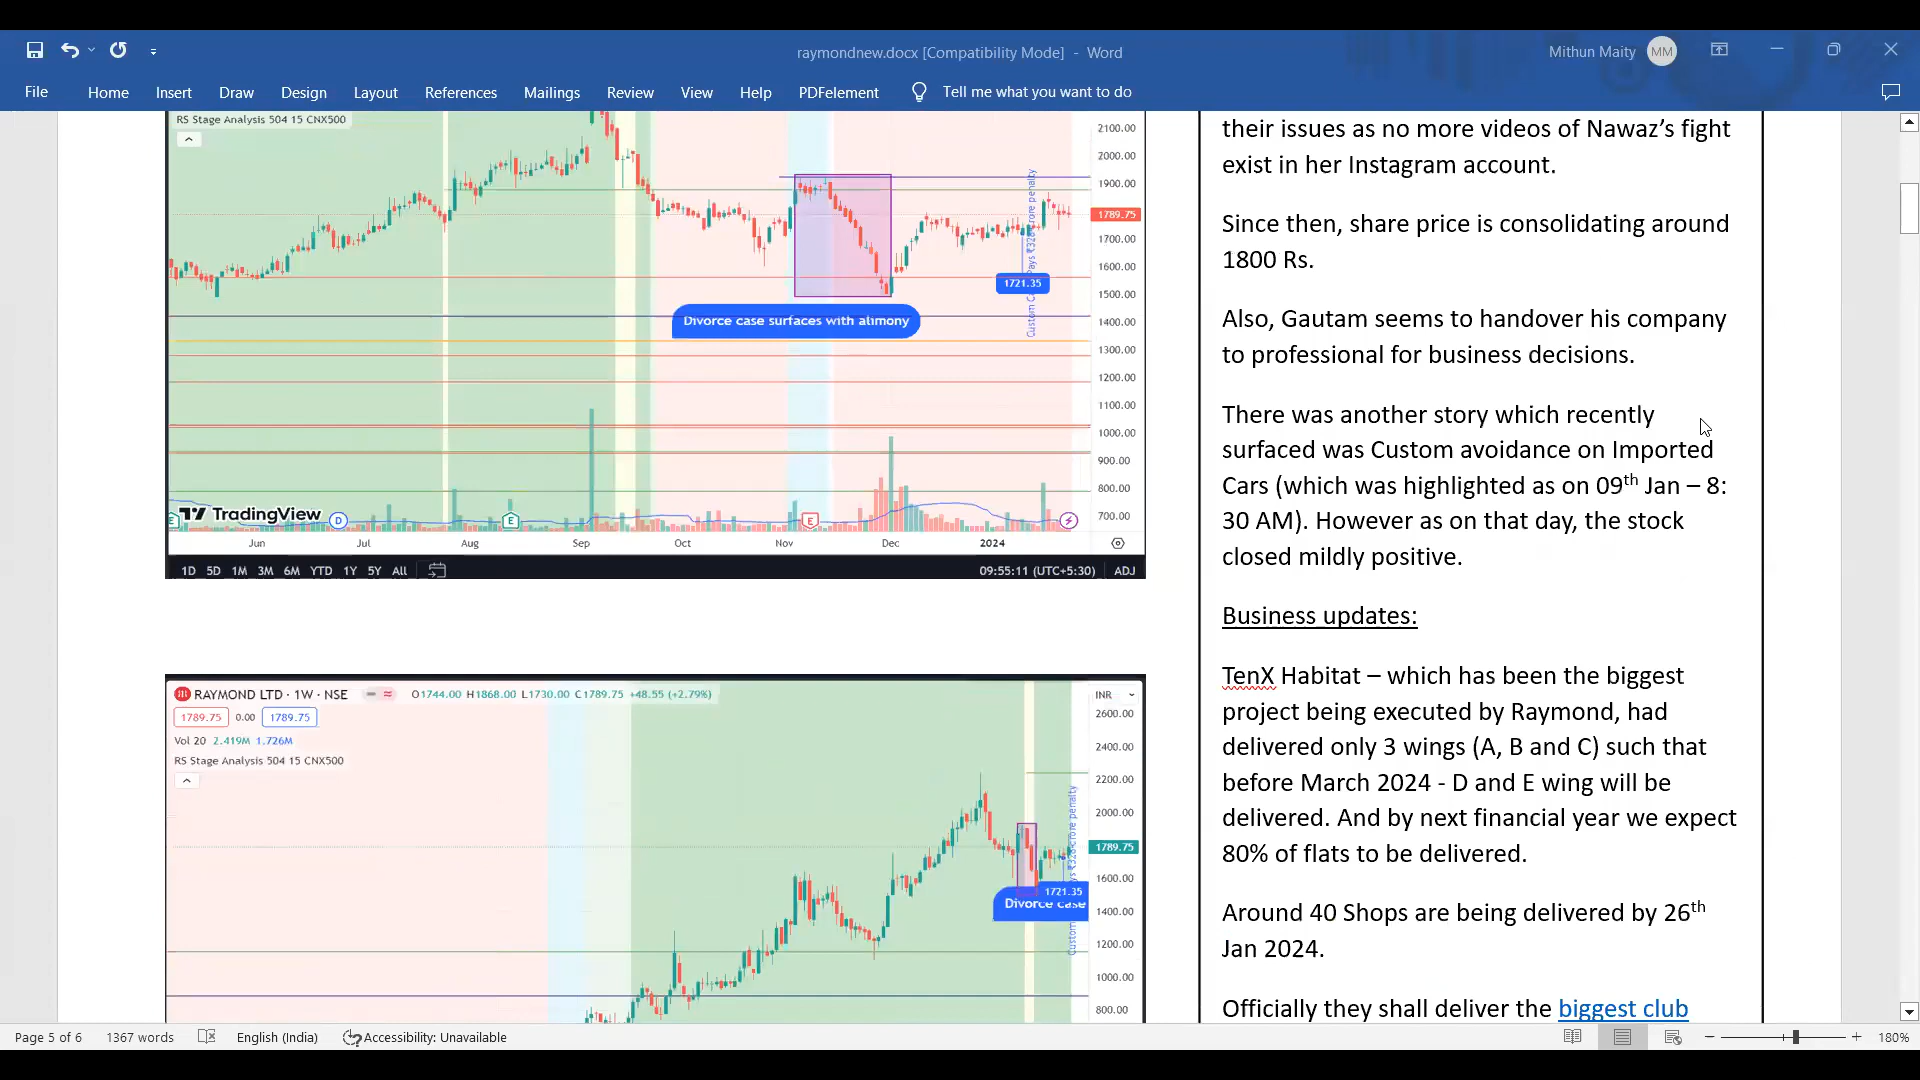 raymondnew.docx [Compatibility Mode] - Word
Mithun Maity
MM
File
Home
Insert
Draw
Design
Layout
References
Mailings
Review
View
Help
PDFelement
Tell me what you want to do
RS Stage Analysis 504 15 CNX500
2100.00
2000.00
1900.00
1789.75
1700.00
1600.00
1500.00
1400.00
1300.00
1200.00
1100.00
1000.00
900.00
800.00
700.00
1721.35
Divorce case surfaces with alimony
TradingView
D
E
E
Jun
Jul
Aug
Sep
Oct
Nov
Dec
2024
1D 5D 1M 3M 6M YTD 1Y 5Y All
09:55:11 (UTC+5:30)
ADJ
RAYMOND LTD · 1W · NSE
O1744.00 H1868.00 L1730.00 C1789.75 +48.55 (+2.79%)
INR
1789.75 0.00 1789.75
Vol 20 2.419M 1.726M
RS Stage Analysis 504 15 CNX500
2600.00
2400.00
2200.00
2000.00
1789.75
1600.00
1400.00
1200.00
1000.00
800.00
1721.35
Divorce case
their issues as no more videos of Nawaz’s fight
exist in her Instagram account.
Since then, share price is consolidating around
1800 Rs.
Also, Gautam seems to handover his company
to professional for business decisions.
There was another story which recently
surfaced was Custom avoidance on Imported
Cars (which was highlighted as on 09th Jan – 8:
30 AM). However as on that day, the stock
closed mildly positive.
Business updates:
TenX Habitat – which has been the biggest
project being executed by Raymond, had
delivered only 3 wings (A, B and C) such that
before March 2024 - D and E wing will be
delivered. And by next financial year we expect
80% of flats to be delivered.
Around 40 Shops are being delivered by 26th
Jan 2024.
Officially they shall deliver the biggest club
Page 5 of 6
1367 words
English (India)
Accessibility: Unavailable
180%